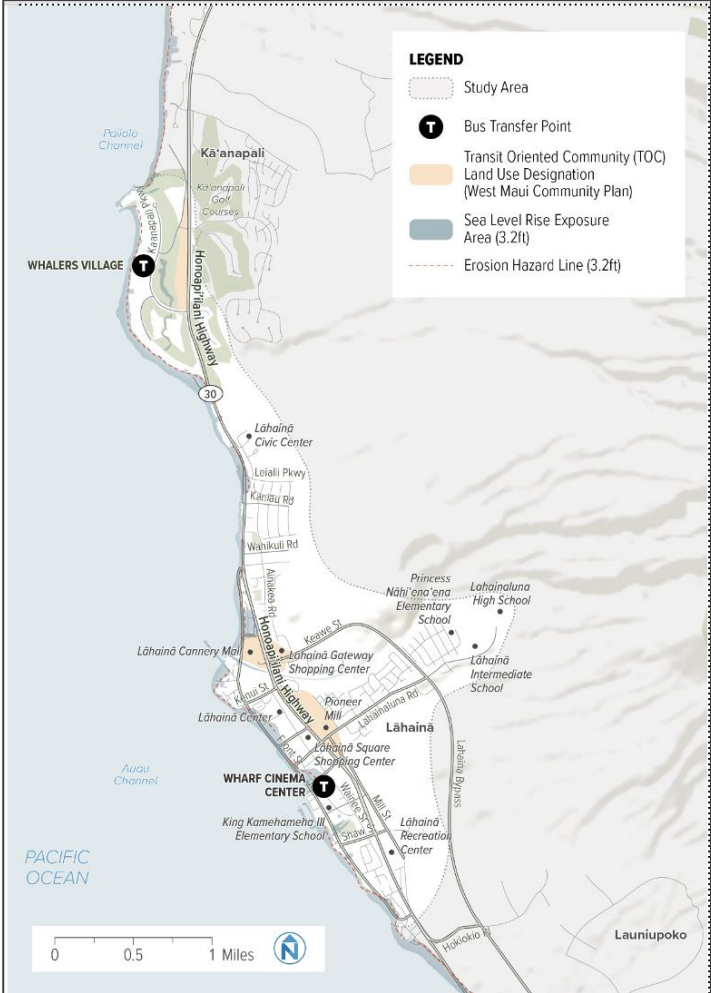 LEGEND
Study Area
T
Bus Transfer Point
Transit Oriented Community (TOC)
Land Use Designation
(West Maui Community Plan)
Sea Level Rise Exposure
Area (3.2ft)
Erosion Hazard Line (3.2ft)
Pailolo
Channel
Kāʻanapali
Kāʻanapali
Golf
Courses
Kaanapali Pkwy
WHALERS VILLAGE
T
Honoapiʻilani Highway
30
Lāhainā
Civic Center
Leialii Pkwy
Kaniau Rd
Wahikuli Rd
Ainakea Rd
Princess
Nāhiʻenaʻena
Elementary
School
Lahainaluna
High School
Lāhainā
Intermediate
School
Keawe St
Honoapiʻilani Highway
Lāhainā Cannery Mall
Lāhainā Gateway
Shopping Center
Kenui St
Pioneer
Mill
Lahainaluna Rd
Lāhainā Center
Lāhainā
Front St
Lāhainā Square
Shopping Center
Lahaina Bypass
Auau
Channel
WHARF CINEMA
CENTER
T
Wainee St
Mill St
King Kamehameha III
Elementary School
Shaw St
Lāhainā
Recreation
Center
PACIFIC
OCEAN
Hokiokio Pl
Launiupoko
0 0.5 1 Miles
N